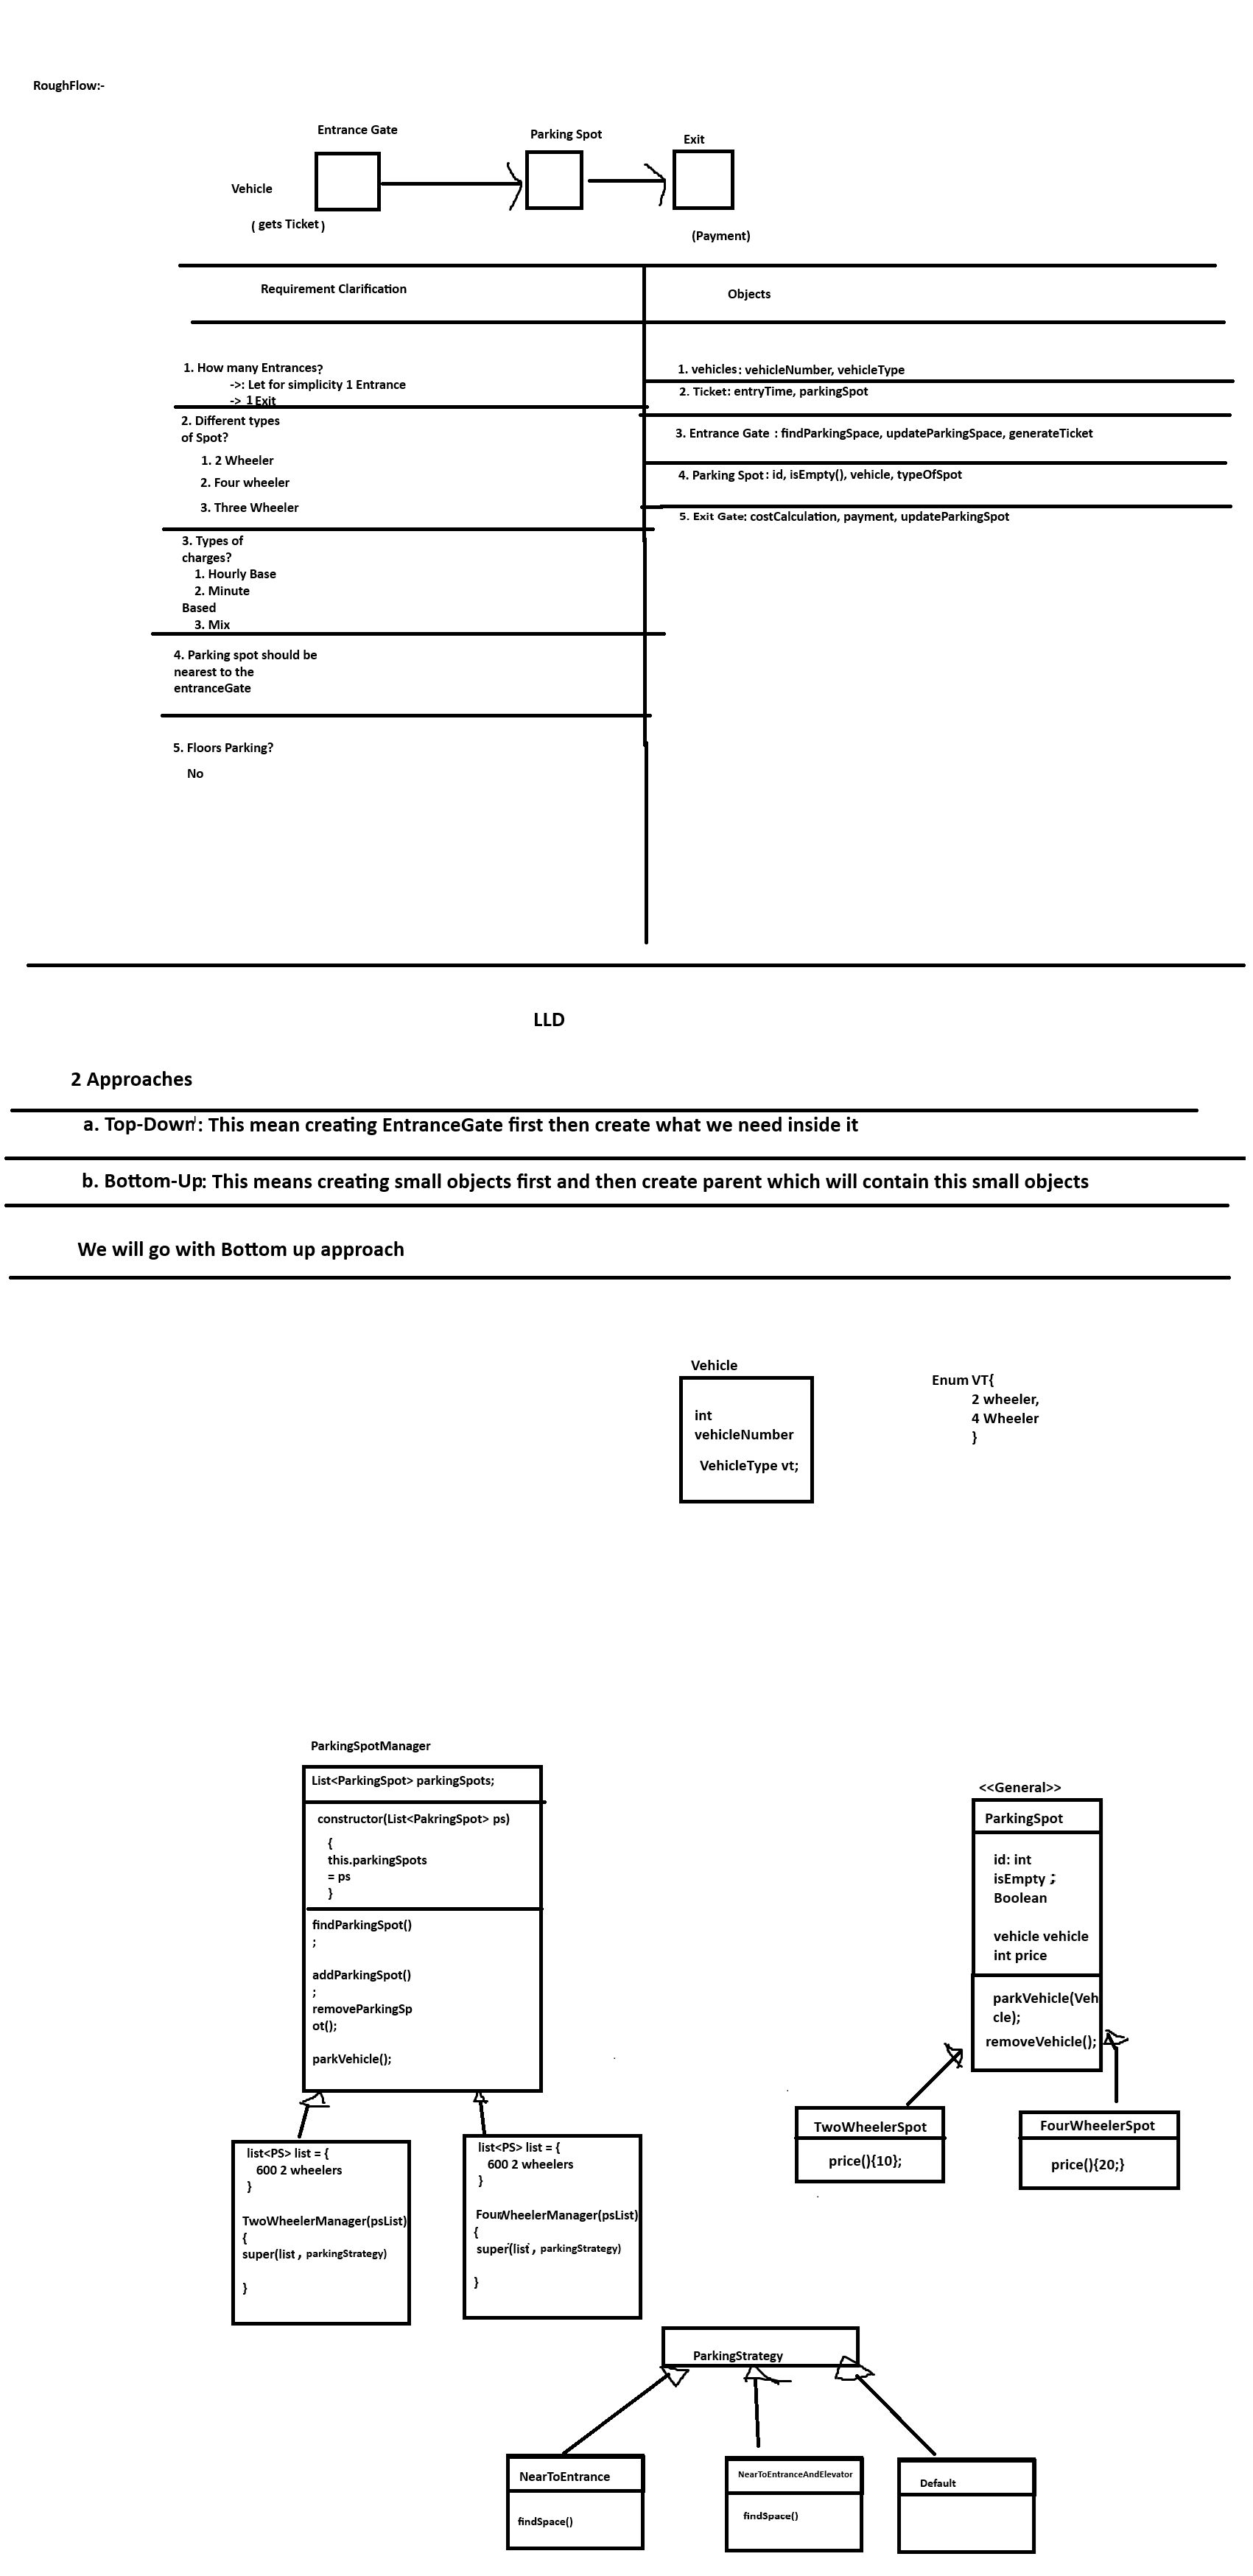 RoughFlow:-
Entrance Gate
Parking Spot
Exit
Vehicle
( gets Ticket )
(Payment)
Requirement Clarification
Objects
1. How many Entrances?
->: Let for simplicity 1 Entrance
-> 1 Exit
2. Different types
of Spot?
1. 2 Wheeler
2. Four wheeler
3. Three Wheeler
3. Types of
charges?
1. Hourly Base
2. Minute
Based
3. Mix
4. Parking spot should be
nearest to the
entranceGate
5. Floors Parking?
No
1. vehicles: vehicleNumber, vehicleType
2. Ticket: entryTime, parkingSpot
3. Entrance Gate : findParkingSpace, updateParkingSpace, generateTicket
4. Parking Spot: id, isEmpty(), vehicle, typeOfSpot
5. Exit Gate: costCalculation, payment, updateParkingSpot
LLD
2 Approaches
a. Top-Down: This mean creating EntranceGate first then create what we need inside it
b. Bottom-Up: This means creating small objects first and then create parent which will contain this small objects
We will go with Bottom up approach
Vehicle
int
vehicleNumber
VehicleType vt;
Enum VT{
2 wheeler,
4 Wheeler
}
ParkingSpotManager
List<ParkingSpot> parkingSpots;
constructor(List<PakringSpot> ps)
{
this.parkingSpots
= ps
}
findParkingSpot()
;
addParkingSpot()
;
removeParkingSp
ot();
parkVehicle();
<<General>>
ParkingSpot
id: int
isEmpty ;
Boolean
vehicle vehicle
int price
parkVehicle(Veh
cle);
removeVehicle();
TwoWheelerSpot
price(){10};
FourWheelerSpot
price(){20;}
list<PS> list = {
600 2 wheelers
}
TwoWheelerManager(psList)
{
super(list , parkingStrategy)
}
list<PS> list = {
600 2 wheelers
}
FourWheelerManager(psList)
{
super(list , parkingStrategy)
}
ParkingStrategy
NearToEntrance
findSpace()
NearToEntranceAndElevator
findSpace()
Default